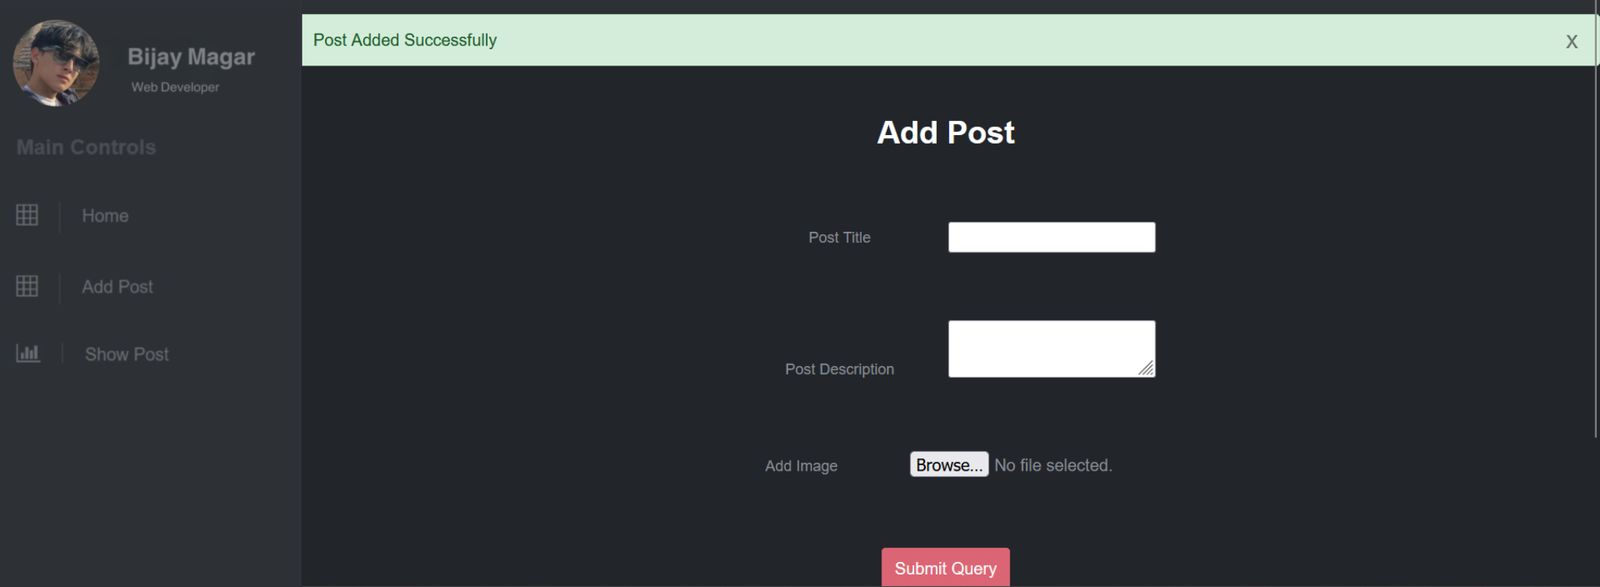 Bijay Magar
Web Developer
Main Controls
Home
Add Post
Show Post
Post Added Successfully
X
Add Post
Post Title
Post Description
Add Image
Browse... No file selected.
Submit Query